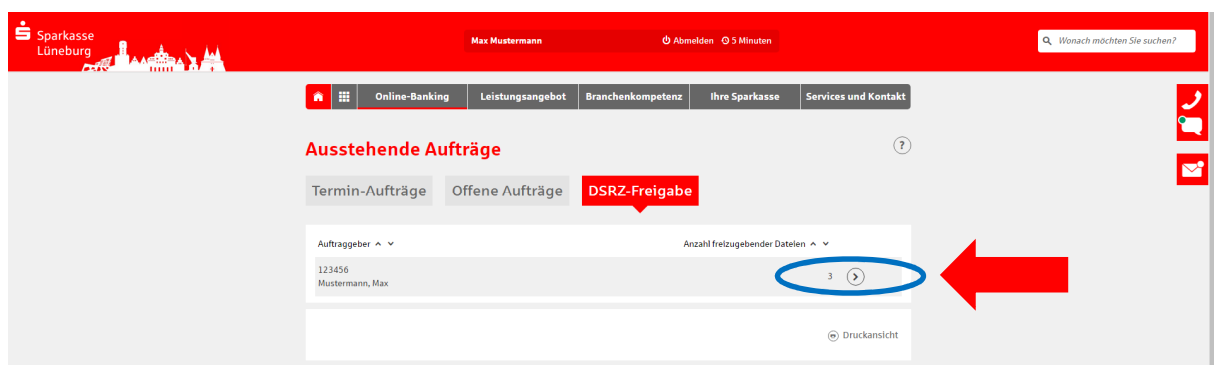 Sparkasse
Lüneburg
Max Mustermann
Abmelden
5 Minuten
Wonach möchten Sie suchen?
Online-Banking
Leistungsangebot
Branchenkompetenz
Ihre Sparkasse
Services und Kontakt
Ausstehende Aufträge
?
Termin-Aufträge
Offene Aufträge
DSRZ-Freigabe
Auftraggeber
Anzahl freizugebender Dateien
123456
Mustermann, Max
3
Druckansicht